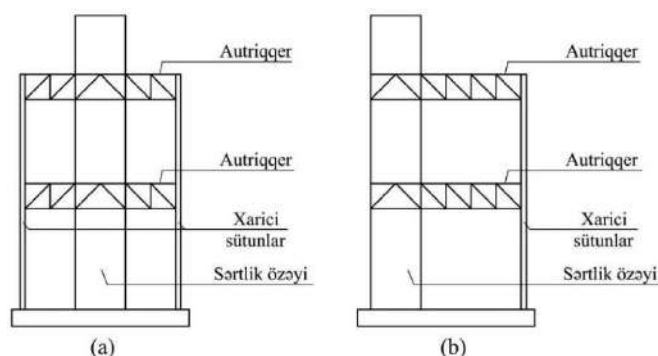 Autriqqer
Autriqqer
Xarici
sütunlar
Sərtlik özəyi
(a)
Autriqqer
Autriqqer
Xarici
sütunlar
Sərtlik özəyi
(b)